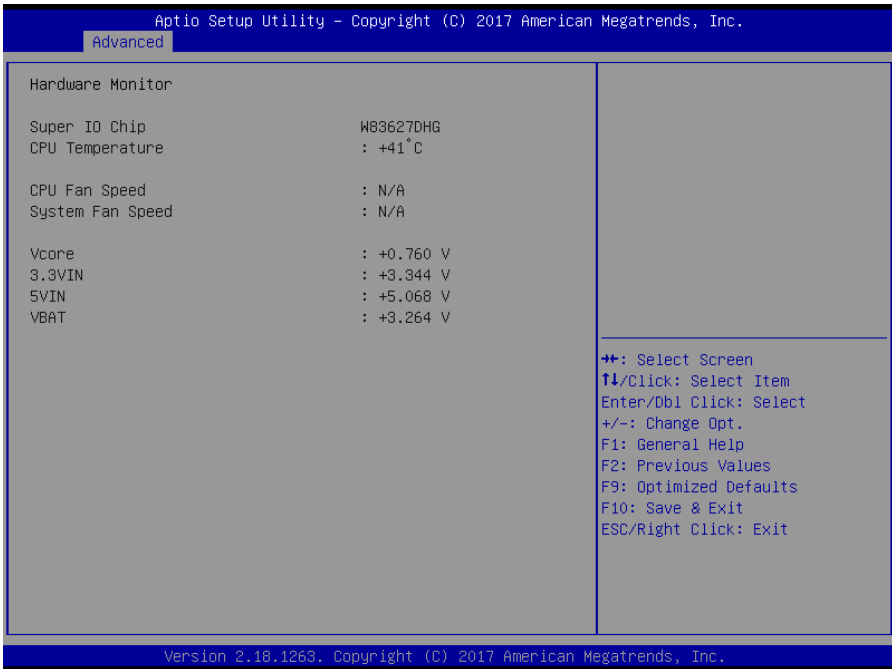 Aptio Setup Utility – Copyright (C) 2017 American Megatrends, Inc.
Advanced
Hardware Monitor
Super IO Chip W83627DHG
CPU Temperature : +41°C
CPU Fan Speed : N/A
System Fan Speed : N/A
Vcore : +0.760 V
3.3VIN : +3.344 V
5VIN : +5.068 V
VBAT : +3.264 V
→←: Select Screen
↑↓/Click: Select Item
Enter/Dbl Click: Select
+/-: Change Opt.
F1: General Help
F2: Previous Values
F9: Optimized Defaults
F10: Save & Exit
ESC/Right Click: Exit
Version 2.18.1263. Copyright (C) 2017 American Megatrends, Inc.